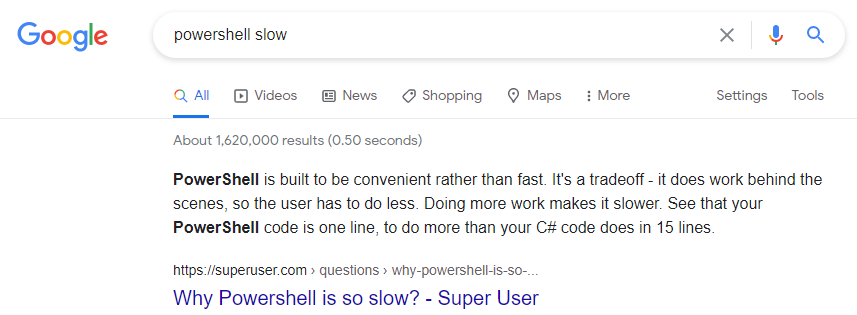 Google
powershell slow
All Videos News Shopping Maps More Settings Tools
About 1,620,000 results (0.50 seconds)
PowerShell is built to be convenient rather than fast. It's a tradeoff - it does work behind the
scenes, so the user has to do less. Doing more work makes it slower. See that your
PowerShell code is one line, to do more than your C# code does in 15 lines.
https://superuser.com › questions › why-powershell-is-so-...
Why Powershell is so slow? - Super User